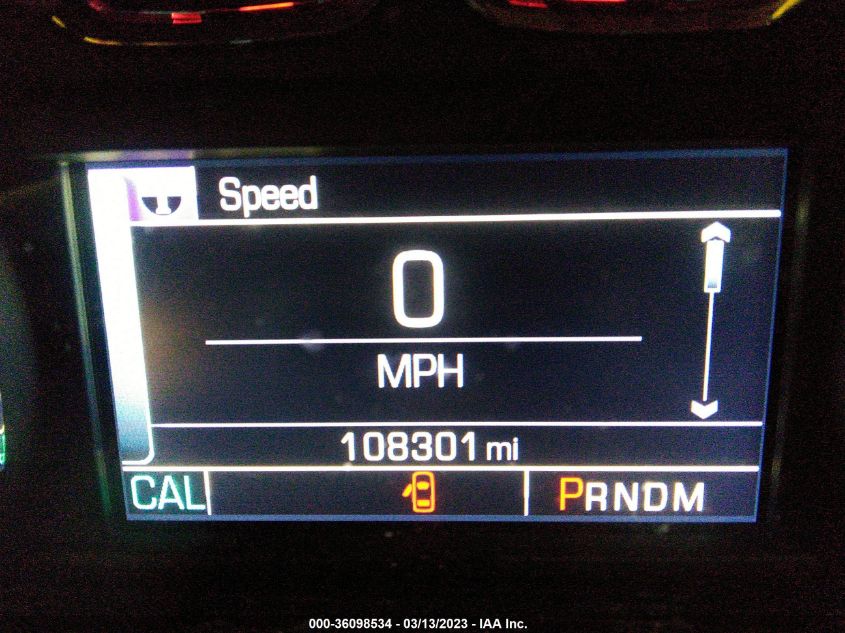 Speed
0
MPH
108301 mi
CAL PRNDM
000-36098534 - 03/13/2023 - IAA Inc.